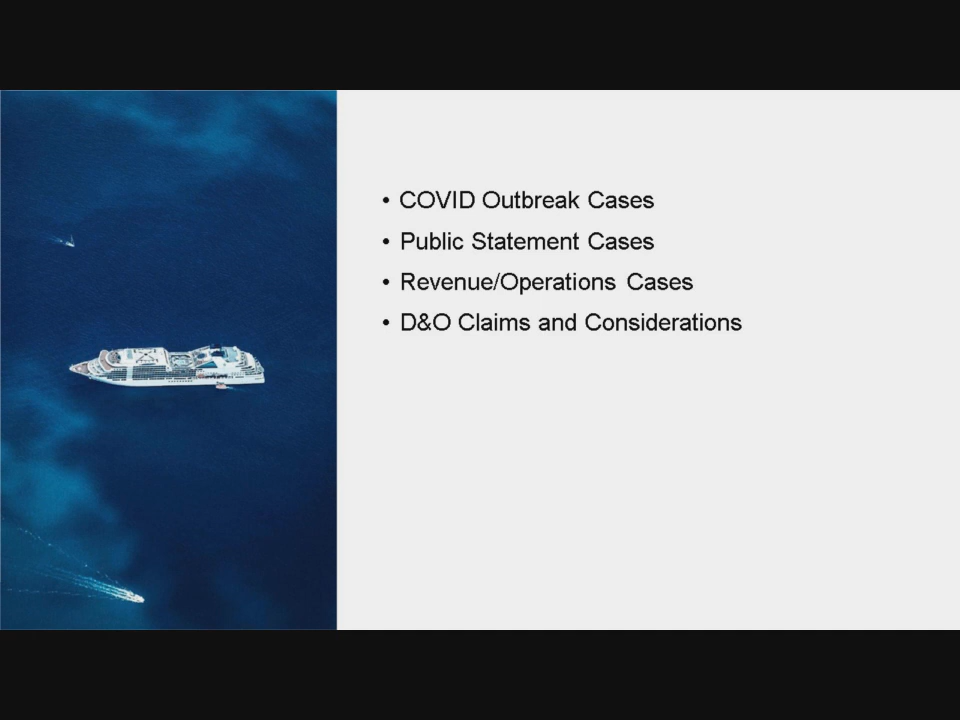 • COVID Outbreak Cases
• Public Statement Cases
• Revenue/Operations Cases
• D&O Claims and Considerations